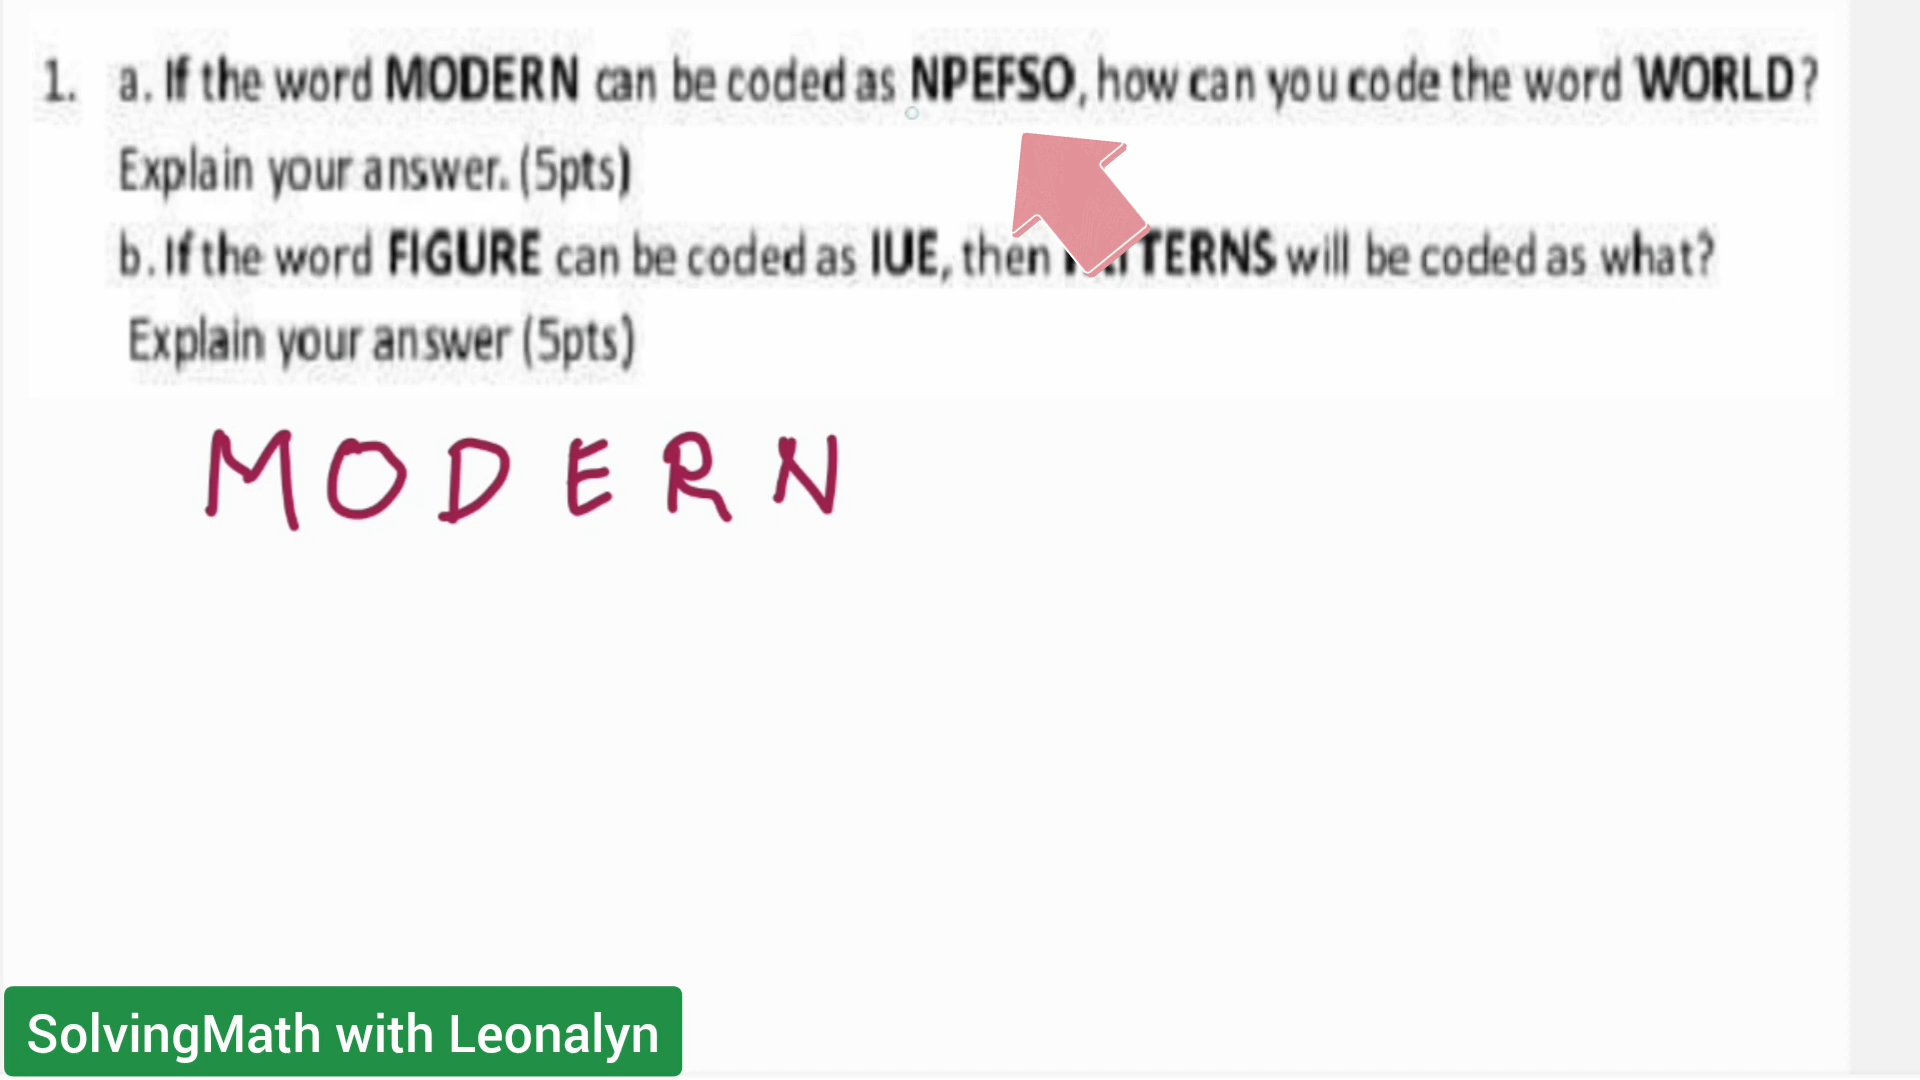 1. a. If the word MODERN can be coded as NPEFSO, how can you code the word WORLD?
Explain your answer. (5pts)
b. If the word FIGURE can be coded as IUE, then PATTERNS will be coded as what?
Explain your answer (5pts)
M O D E R N
SolvingMath with Leonalyn